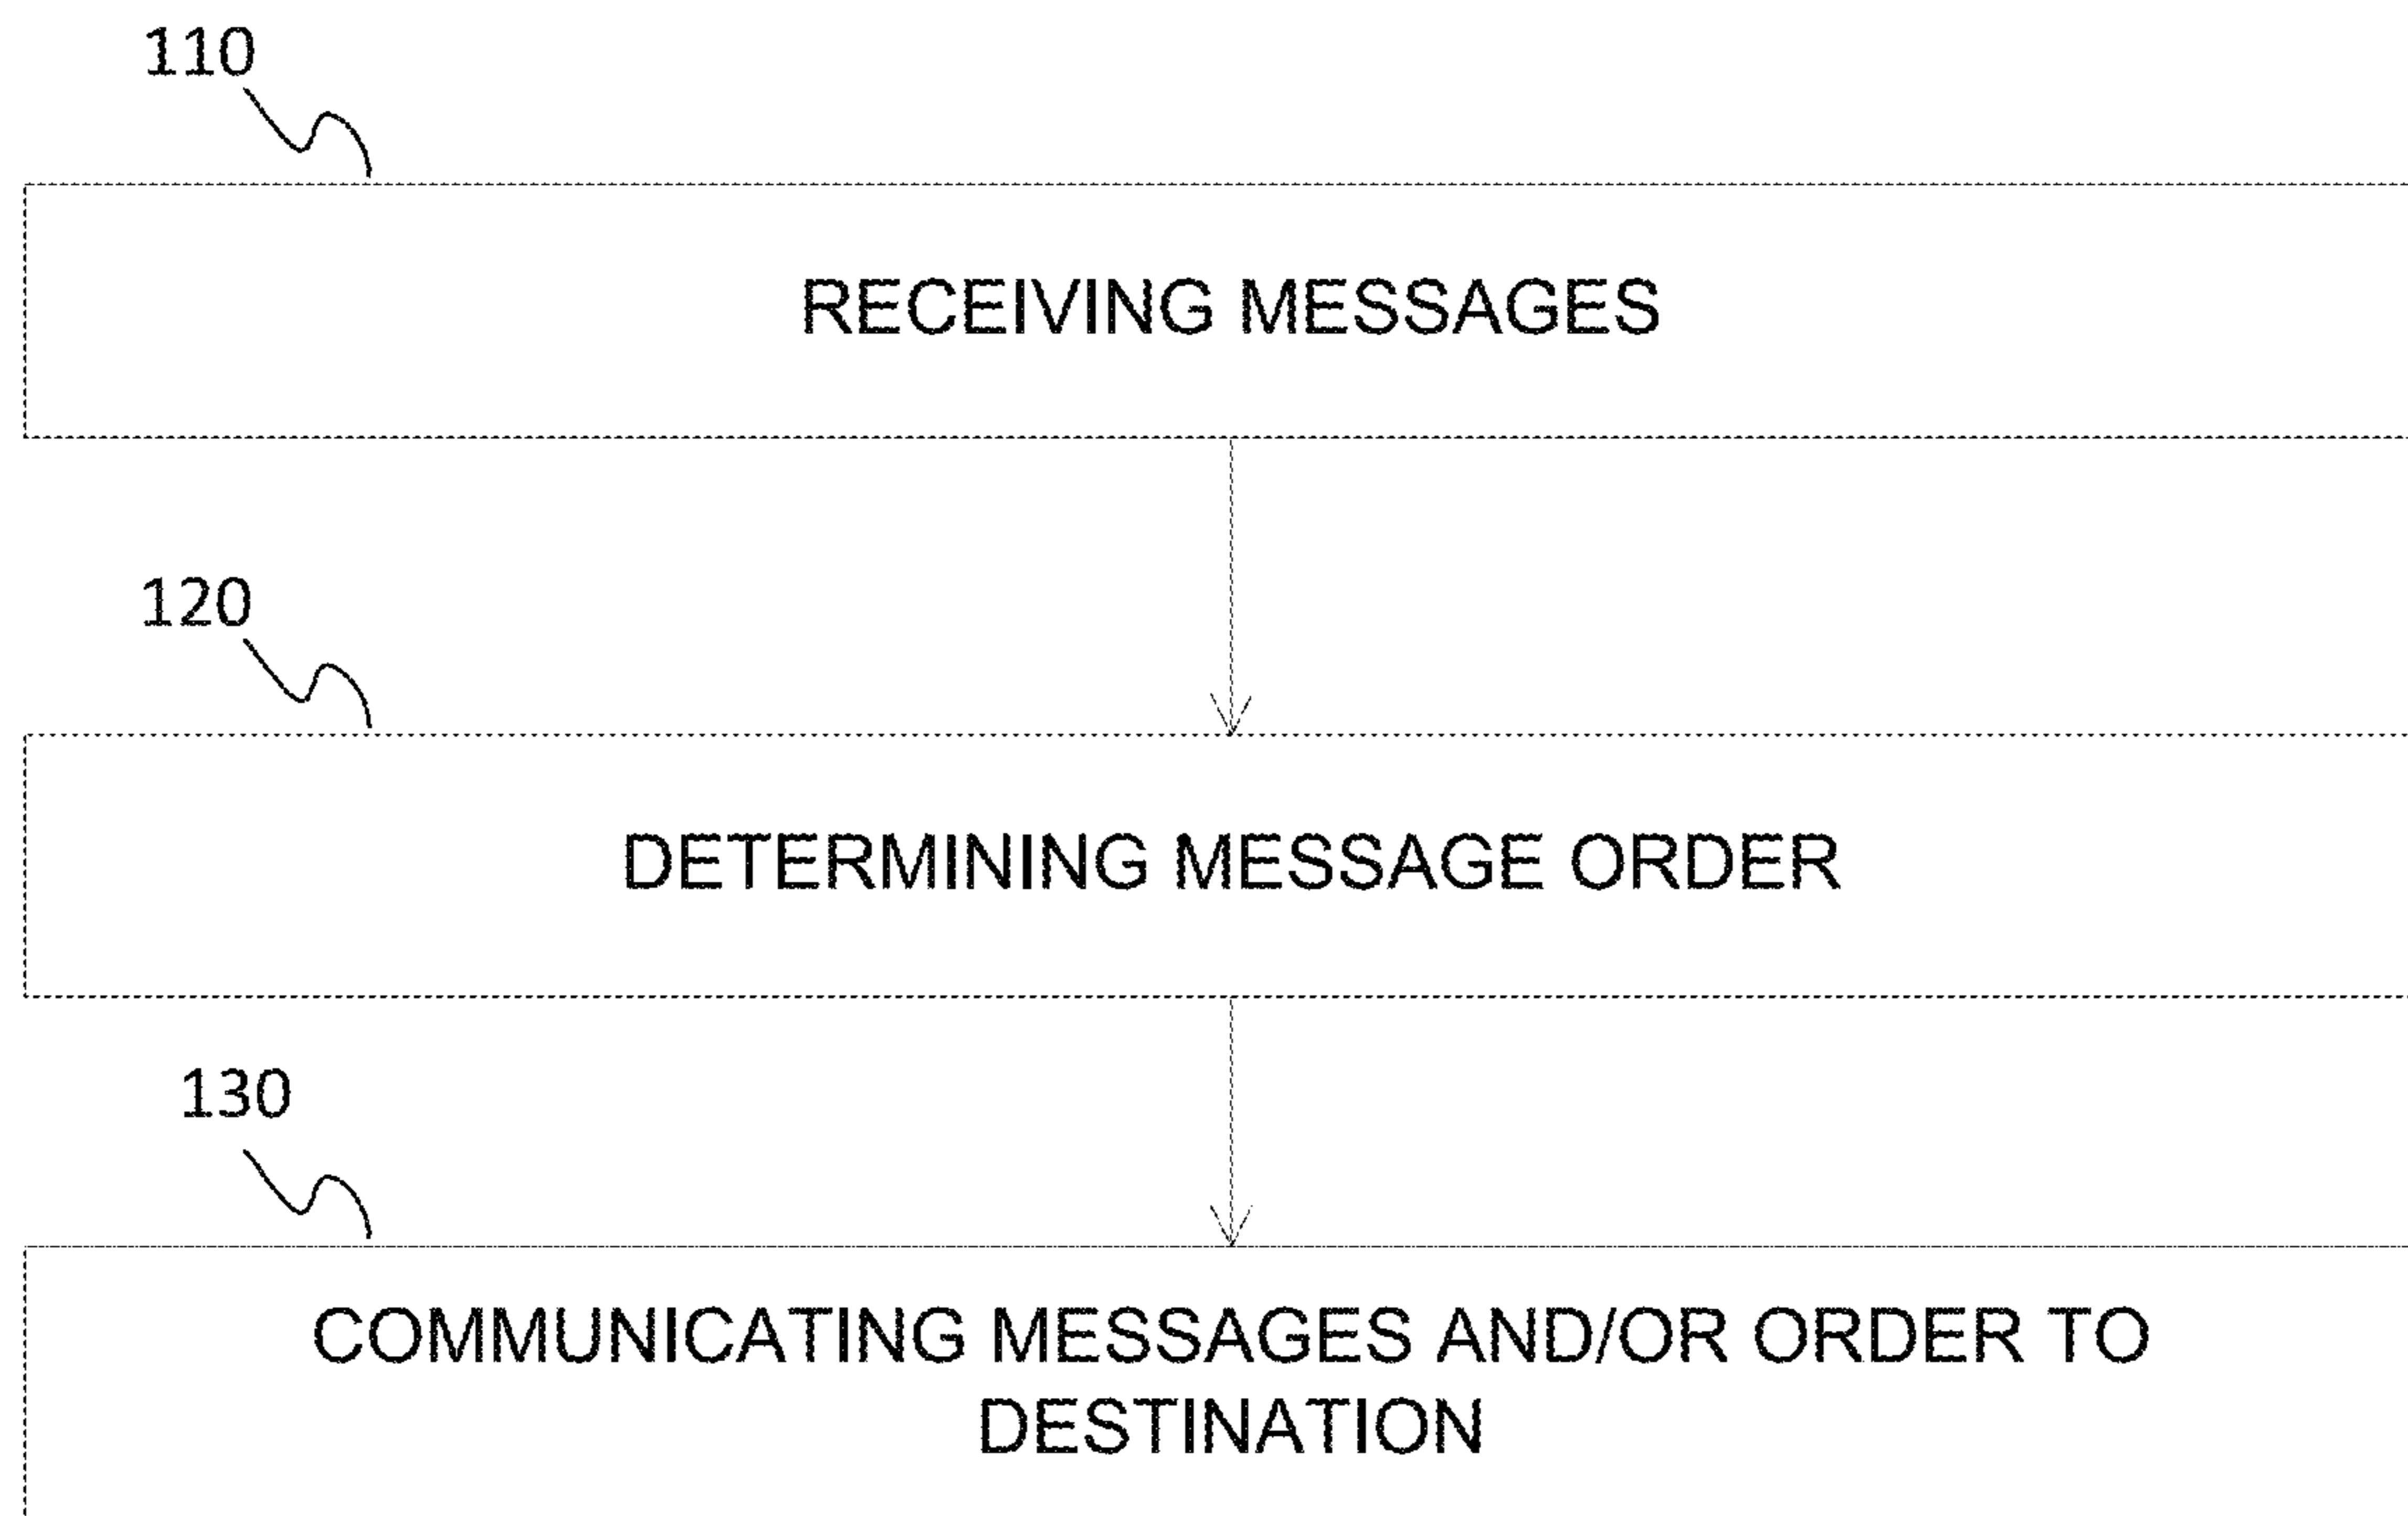 110
RECEIVING MESSAGES
120
DETERMINING MESSAGE ORDER
130
COMMUNICATING MESSAGES AND/OR ORDER TO
DESTINATION